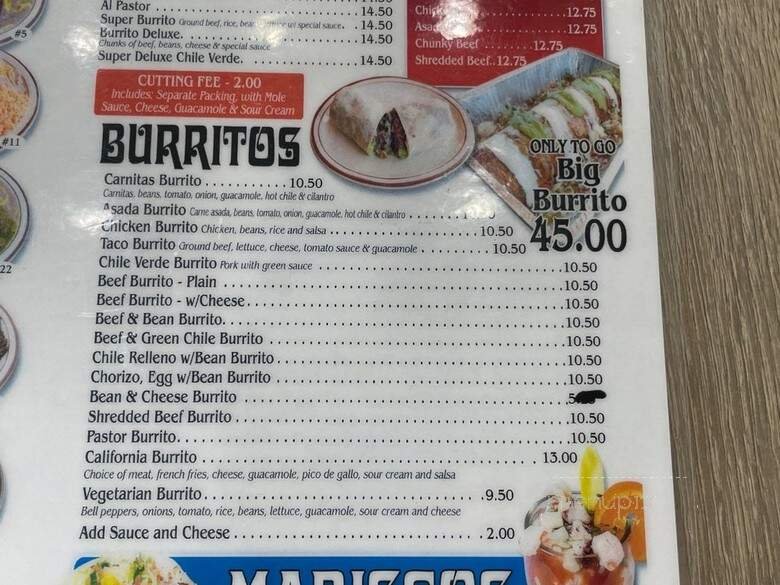 Al Pastor 14.50
Super Burrito Ground beef, rice, special sauce. 14.50
Burrito Deluxe. 14.50
Chunks of beef, beans, cheese & special sauce
Super Deluxe Chile Verde. 14.50
12.75
12.75
Chunky Beef 12.75
Shredded Beef..12.75
#5
#11
22
CUTTING FEE - 2.00
Includes; Separate Packing, with Mole
Sauce, Cheese, Guacamole & Sour Cream
BURRITOS
ONLY TO GO
Big
Burrito
45.00
Carnitas Burrito ........... 10.50
Carnitas, beans, tomato, onion, guacamole, hot chile & cilantro
Asada Burrito Carne asada, beans, tomato, onion, guacamole, hot chile & cilantro
Chicken Burrito Chicken, beans, rice and salsa 10.50
Taco Burrito Ground beef, lettuce, cheese, tomato sauce & guacamole 10.50
Chile Verde Burrito Pork with green sauce 10.50
Beef Burrito - Plain 10.50
Beef Burrito - w/Cheese 10.50
Beef & Bean Burrito. 10.50
Beef & Green Chile Burrito 10.50
Chile Relleno w/Bean Burrito 10.50
Chorizo, Egg w/Bean Burrito 10.50
Bean & Cheese Burrito
Shredded Beef Burrito 10.50
Pastor Burrito 10.50
California Burrito 13.00
Choice of meat, french fries, cheese, guacamole, pico de gallo, sour cream and salsa
Vegetarian Burrito 9.50
Bell peppers, onions, tomato, rice, beans, lettuce, guacamole, sour cream and cheese
Add Sauce and Cheese 2.00
MARISCOS